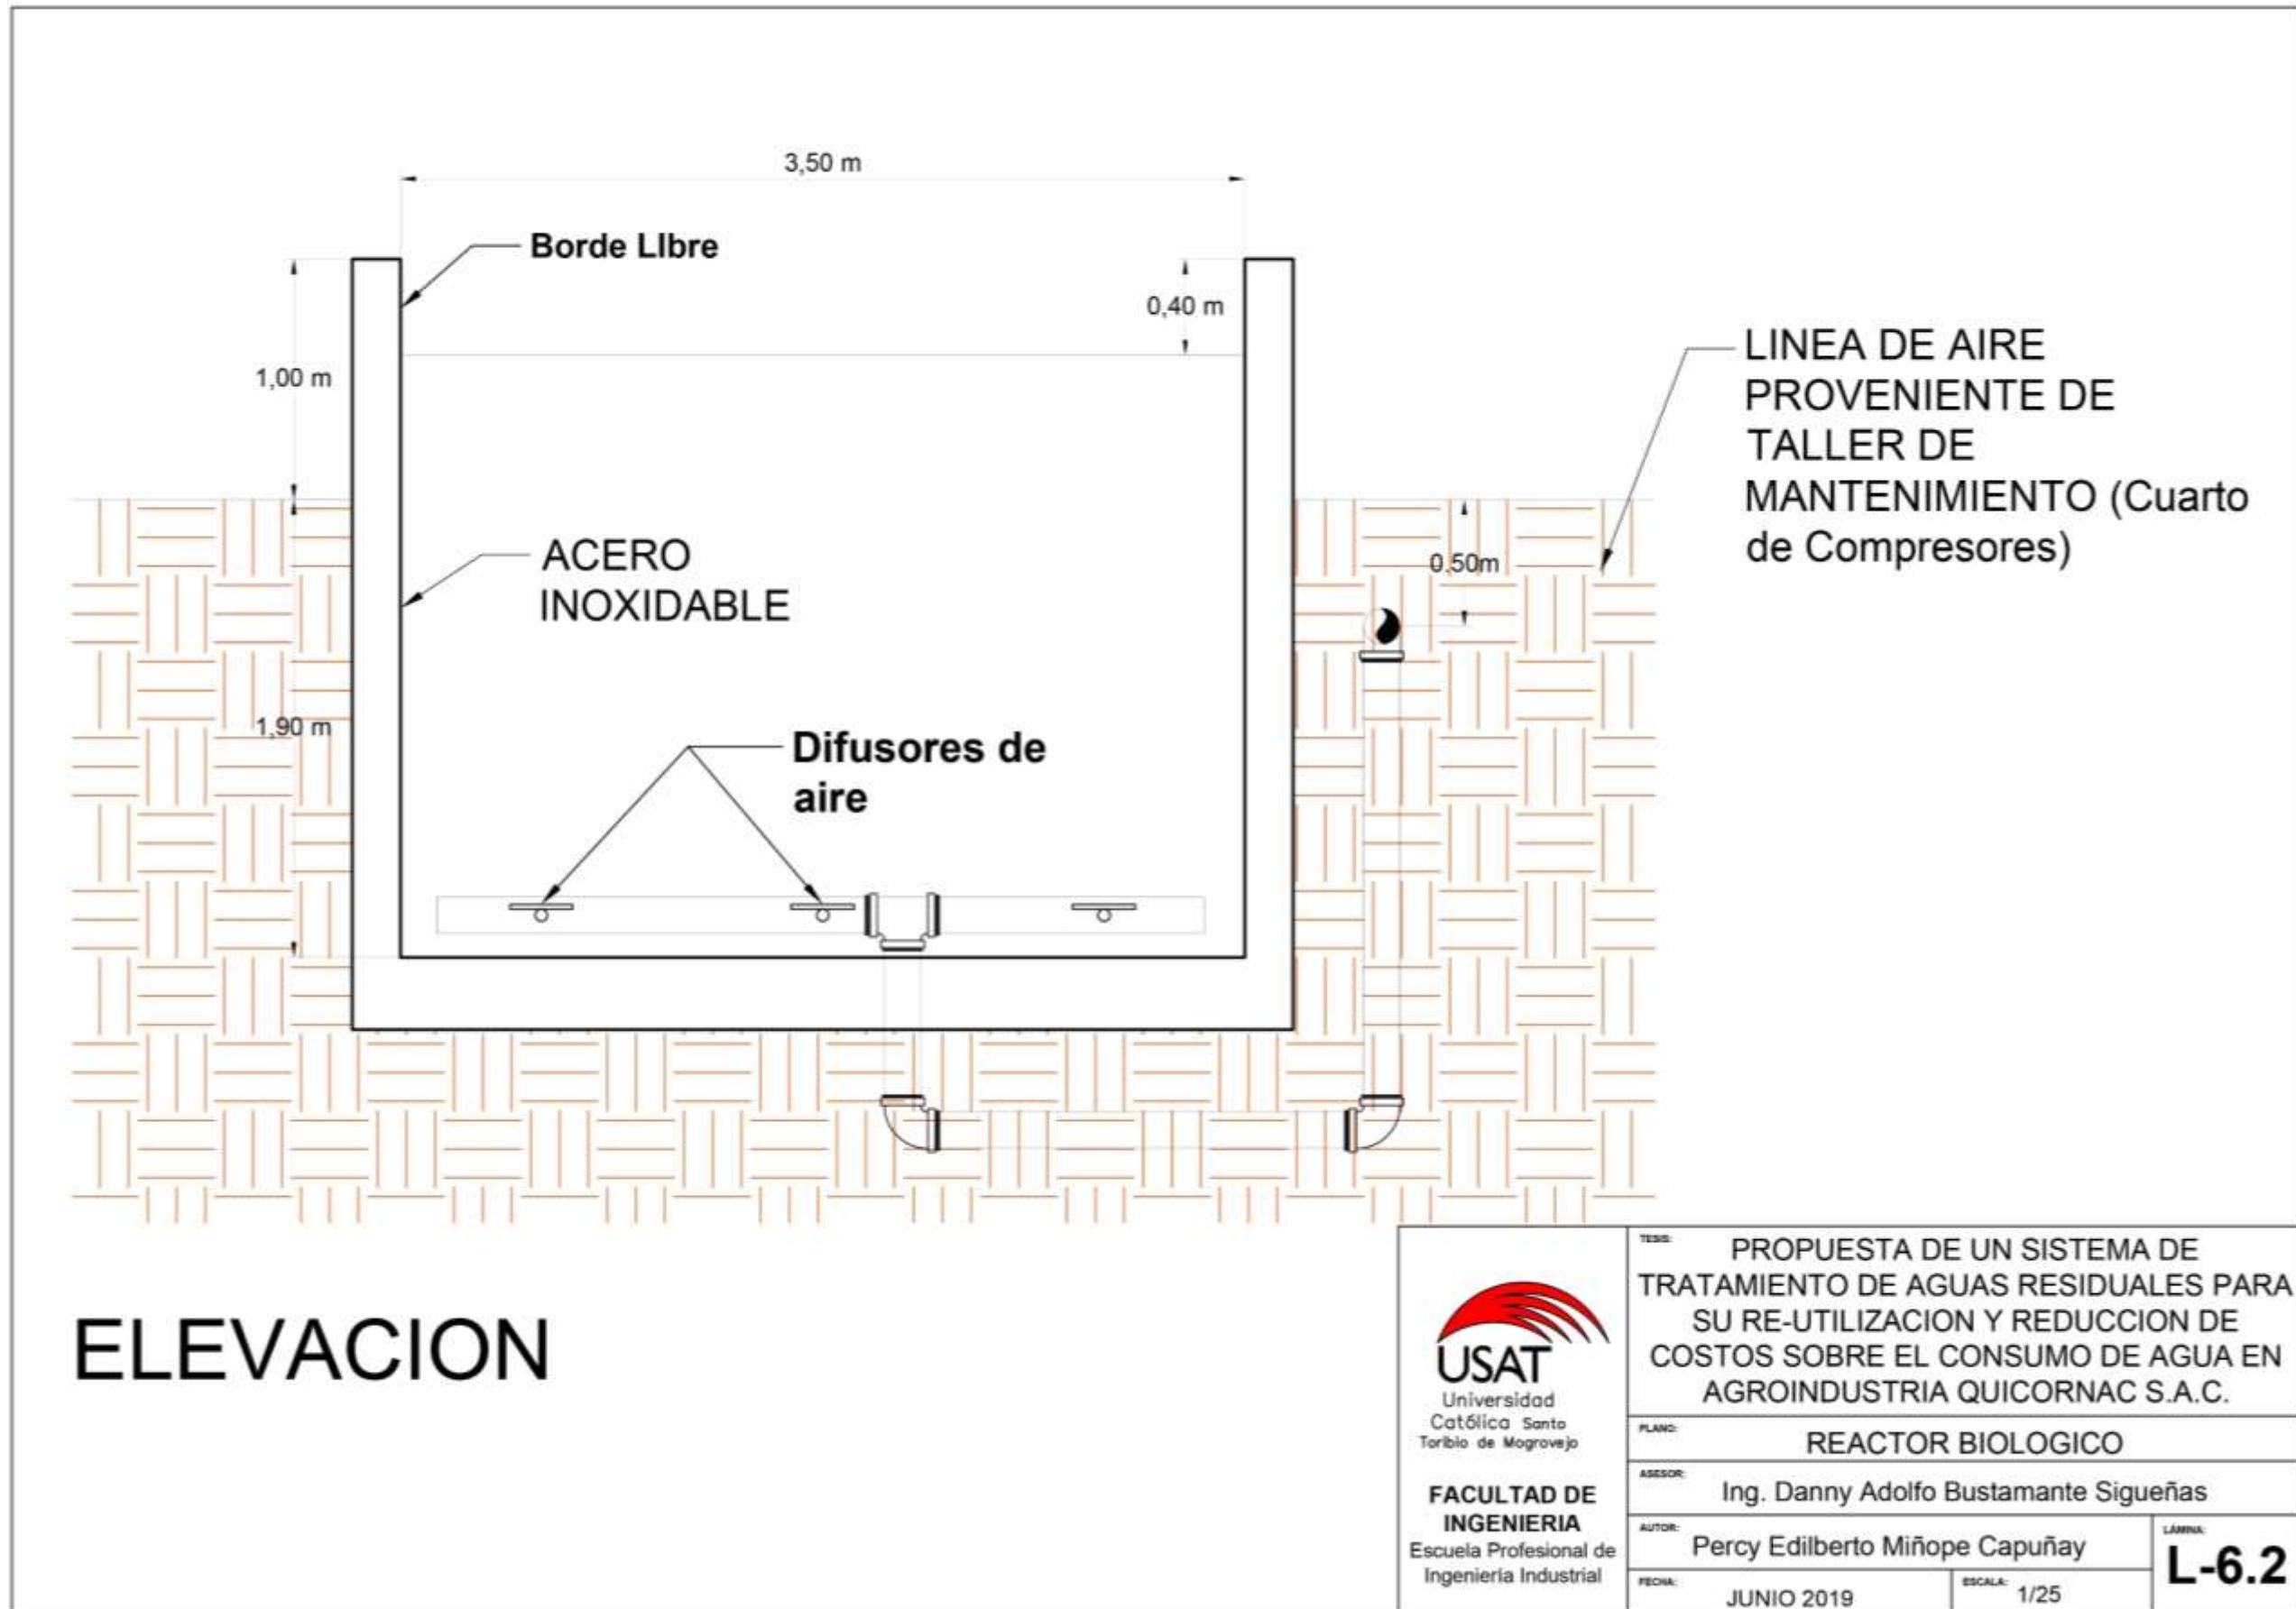 3,50 m
Borde LIbre
0,40 m
1,00 m
LINEA DE AIRE
PROVENIENTE DE
TALLER DE
MANTENIMIENTO (Cuarto
de Compresores)
0.50m
ACERO
INOXIDABLE
1,90 m
Difusores de
aire
ELEVACION
USAT
Universidad
Católica Santo
Toribio de Mogrovejo
FACULTAD DE
INGENIERIA
Escuela Profesional de
Ingeniería Industrial
TESIS:
PROPUESTA DE UN SISTEMA DE
TRATAMIENTO DE AGUAS RESIDUALES PARA
SU RE-UTILIZACION Y REDUCCION DE
COSTOS SOBRE EL CONSUMO DE AGUA EN
AGROINDUSTRIA QUICORNAC S.A.C.
PLANO:
REACTOR BIOLOGICO
ASESOR:
Ing. Danny Adolfo Bustamante Sigueñas
AUTOR:
Percy Edilberto Miñope Capuñay
LÁMINA:
L-6.2
FECHA:
JUNIO 2019
ESCALA:
1/25